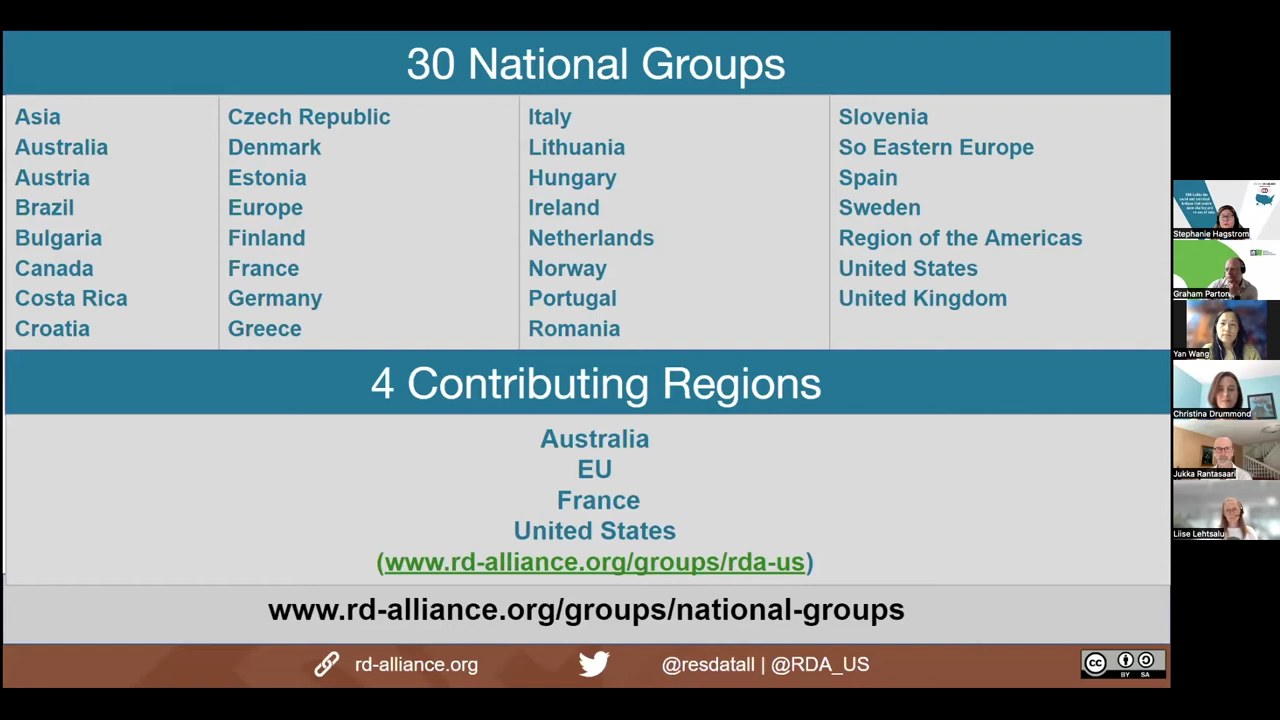 30 National Groups
Asia
Australia
Austria
Brazil
Bulgaria
Canada
Costa Rica
Croatia
Czech Republic
Denmark
Estonia
Europe
Finland
France
Germany
Greece
Italy
Lithuania
Hungary
Ireland
Netherlands
Norway
Portugal
Romania
Slovenia
So Eastern Europe
Spain
Sweden
Region of the Americas
United States
United Kingdom
4 Contributing Regions
Australia
EU
France
United States
(www.rd-alliance.org/groups/rda-us)
www.rd-alliance.org/groups/national-groups
rd-alliance.org
@resdatall | @RDA_US
cc
BY SA
Stephanie Hagstrom
Graham Parton
Yan Wang
Christina Drummond
Jukka Rantasaari
Liise Lehtsalu